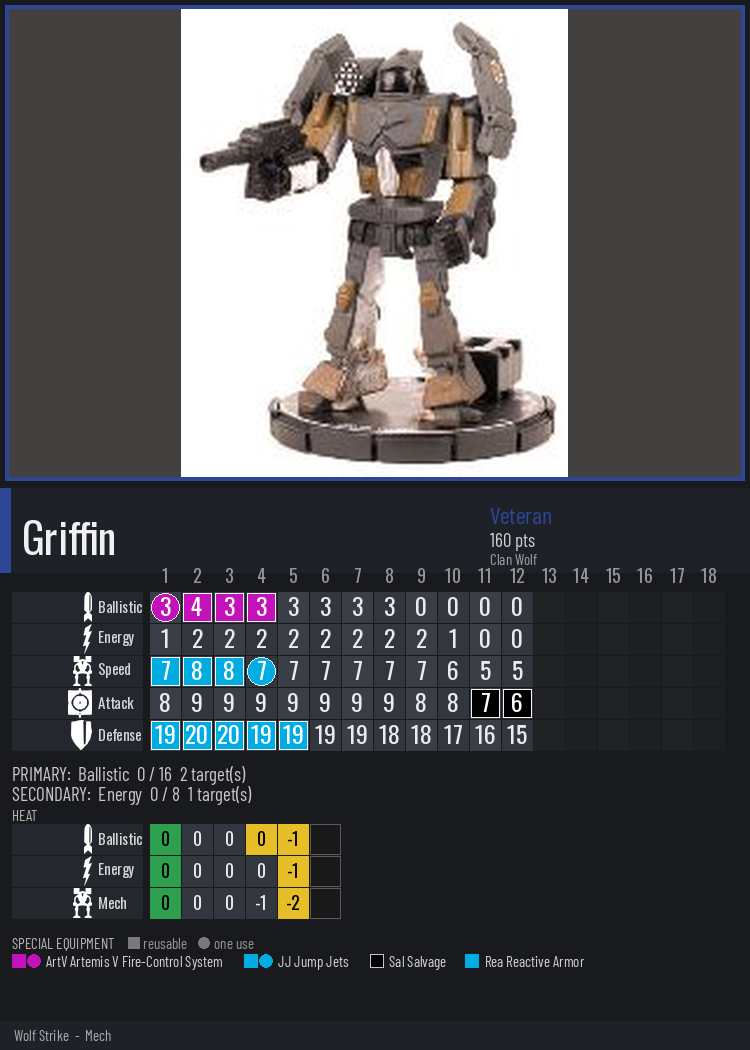 Griffin
Veteran
160 pts
Clan Wolf
1 2 3 4 5 6 7 8 9 10 11 12 13 14 15 16 17 18
Ballistic 3 4 3 3 3 3 3 3 0 0 0 0
Energy 1 2 2 2 2 2 2 2 2 1 0 0
Speed 7 8 8 7 7 7 7 7 7 6 5 5
Attack 8 9 9 9 9 9 9 9 8 8 7 6
Defense 19 20 20 19 19 19 19 18 18 17 16 15
PRIMARY: Ballistic 0 / 16 2 target(s)
SECONDARY: Energy 0 / 8 1 target(s)
HEAT
Ballistic 0 0 0 0 -1
Energy 0 0 0 0 -1
Mech 0 0 0 -1 -2
SPECIAL EQUIPMENT reusable one use
ArtV Artemis V Fire-Control System JJ Jump Jets Sal Salvage Rea Reactive Armor
Wolf Strike - Mech